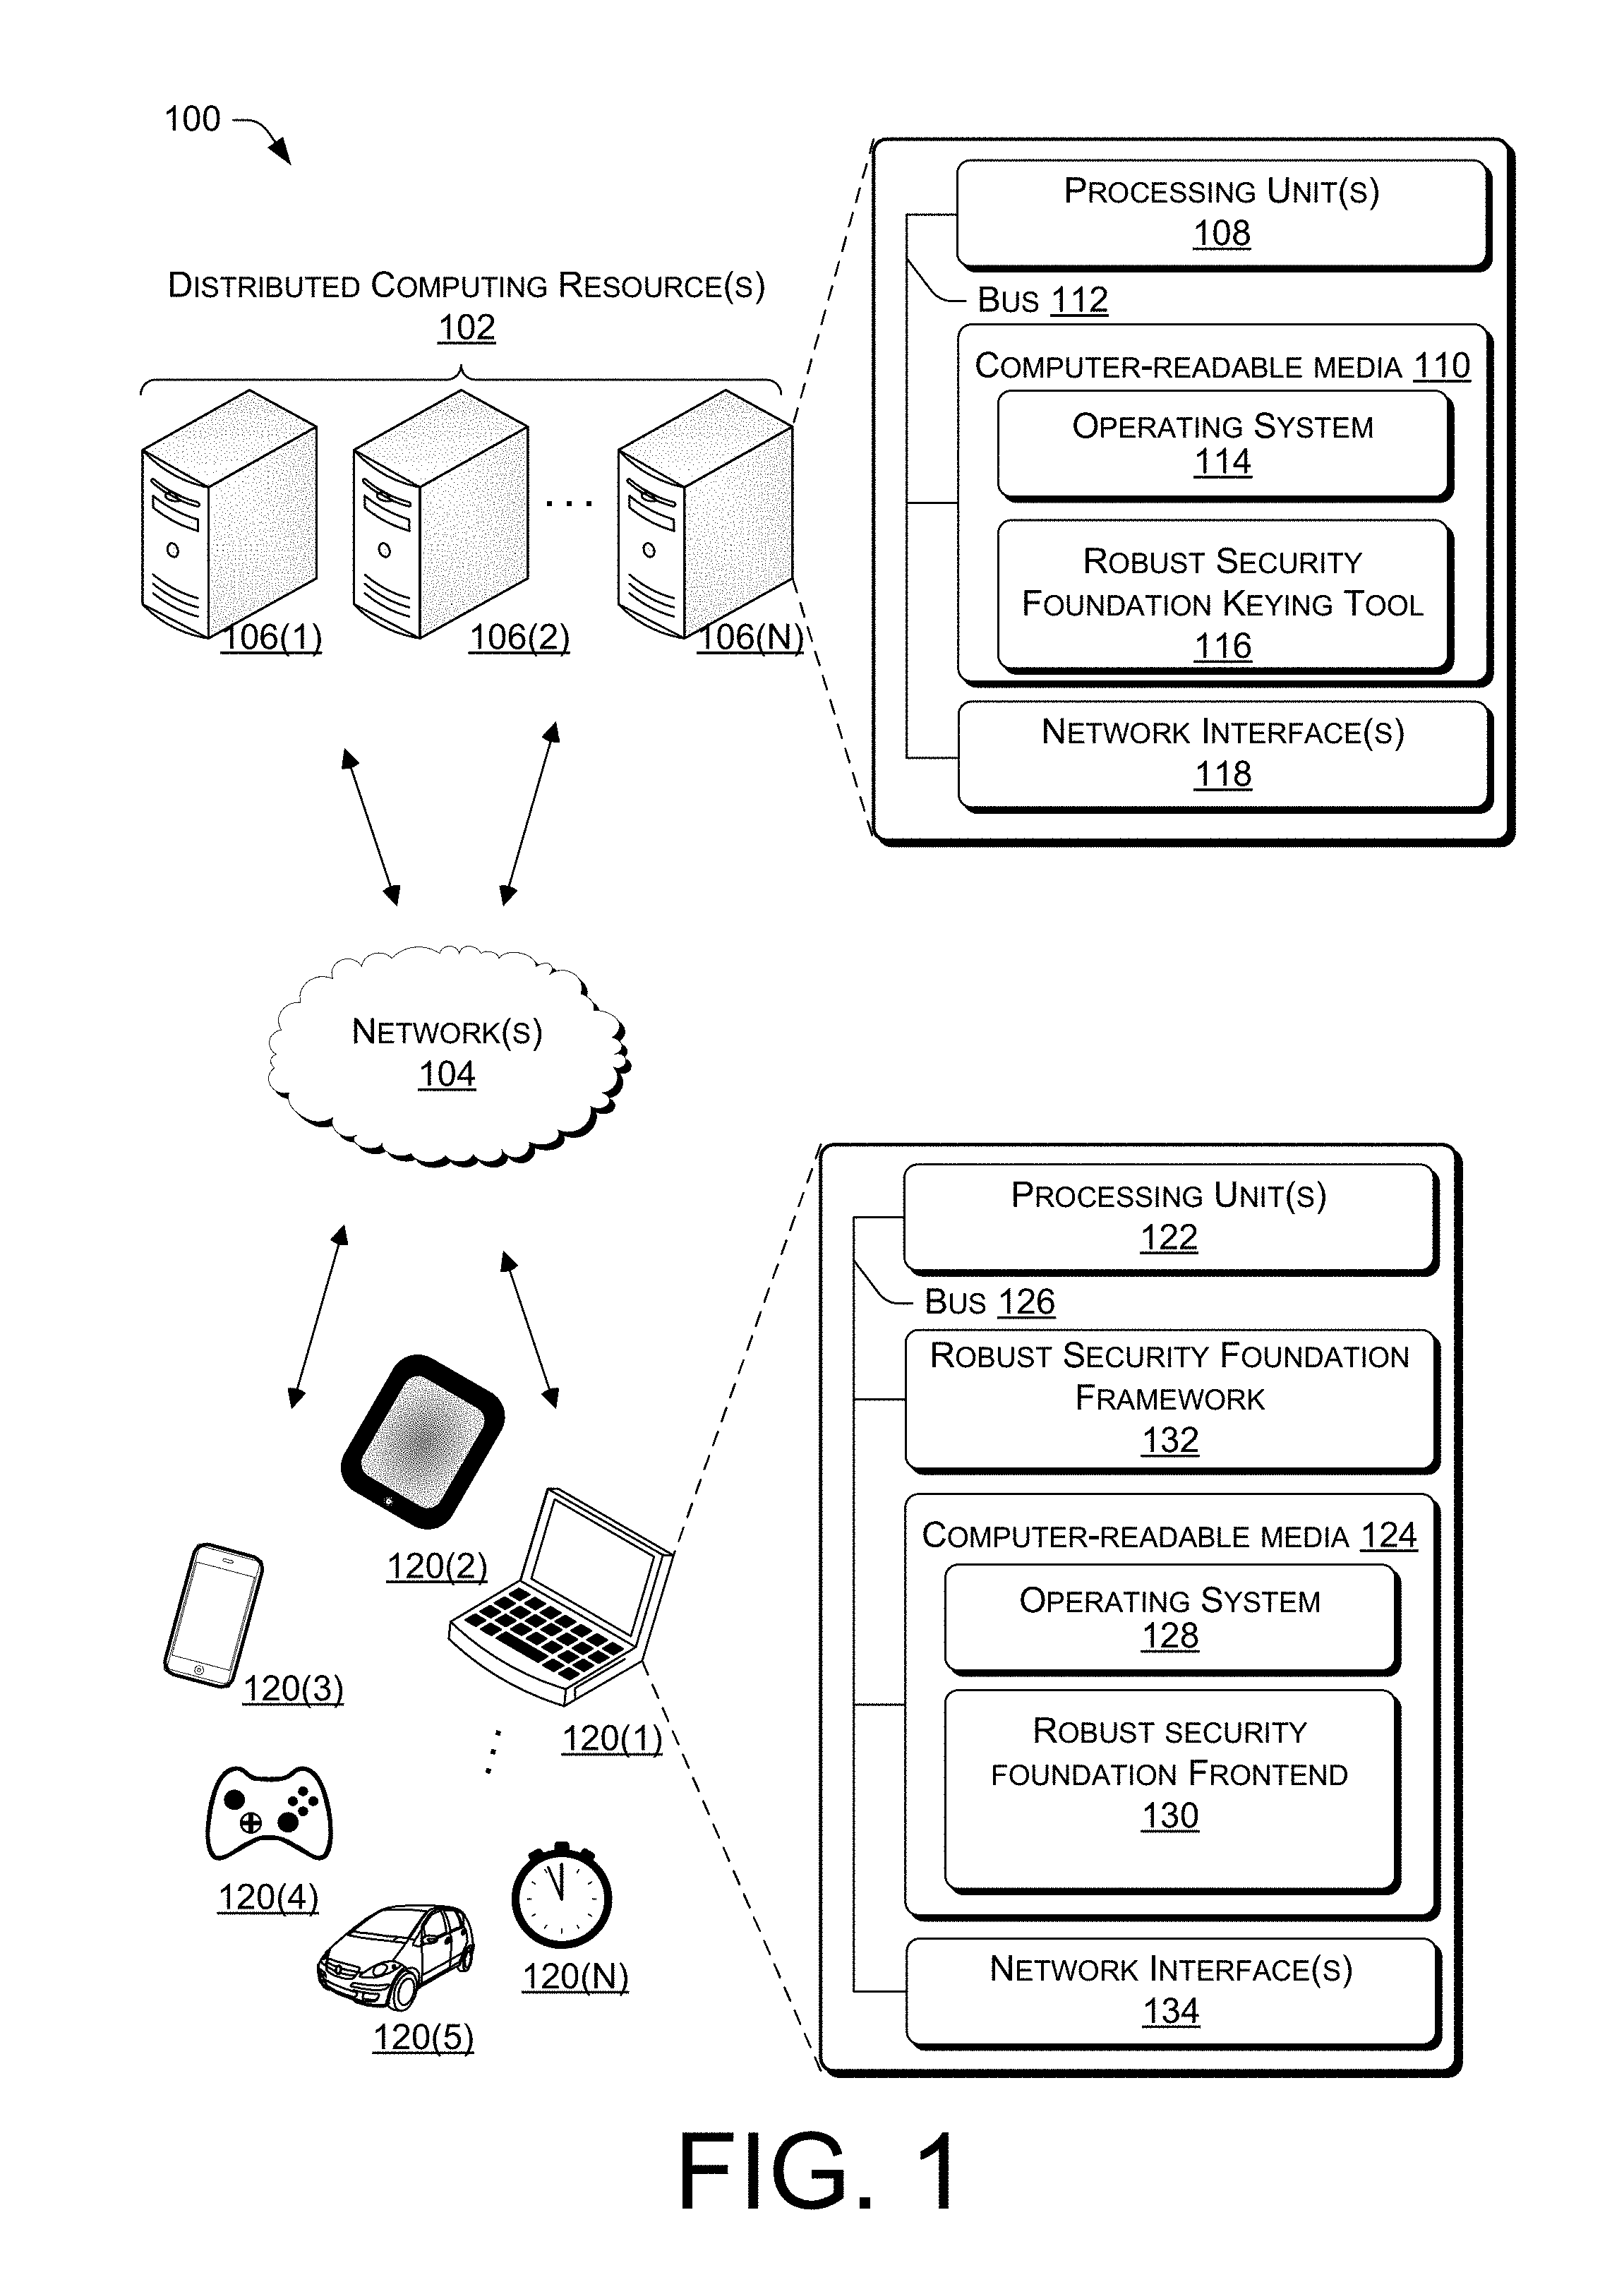 100
DISTRIBUTED COMPUTING RESOURCE(S)
102
106(1)
106(2)
...
106(N)
PROCESSING UNIT(S)
108
BUS 112
COMPUTER-READABLE MEDIA 110
OPERATING SYSTEM
114
ROBUST SECURITY
FOUNDATION KEYING TOOL
116
NETWORK INTERFACE(S)
118
NETWORK(S)
104
120(2)
120(3)
120(1)
120(4)
120(5)
120(N)
PROCESSING UNIT(S)
122
BUS 126
ROBUST SECURITY FOUNDATION
FRAMEWORK
132
COMPUTER-READABLE MEDIA 124
OPERATING SYSTEM
128
ROBUST SECURITY
FOUNDATION FRONTEND
130
NETWORK INTERFACE(S)
134
FIG. 1